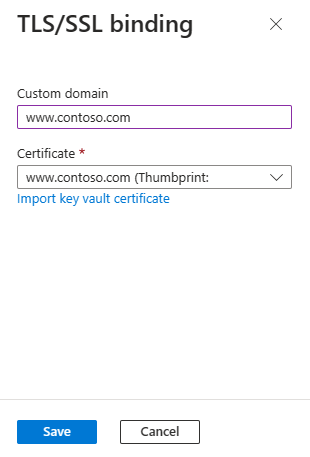 TLS/SSL binding
Custom domain
www.contoso.com
Certificate *
www.contoso.com (Thumbprint:
Import key vault certificate
Save
Cancel